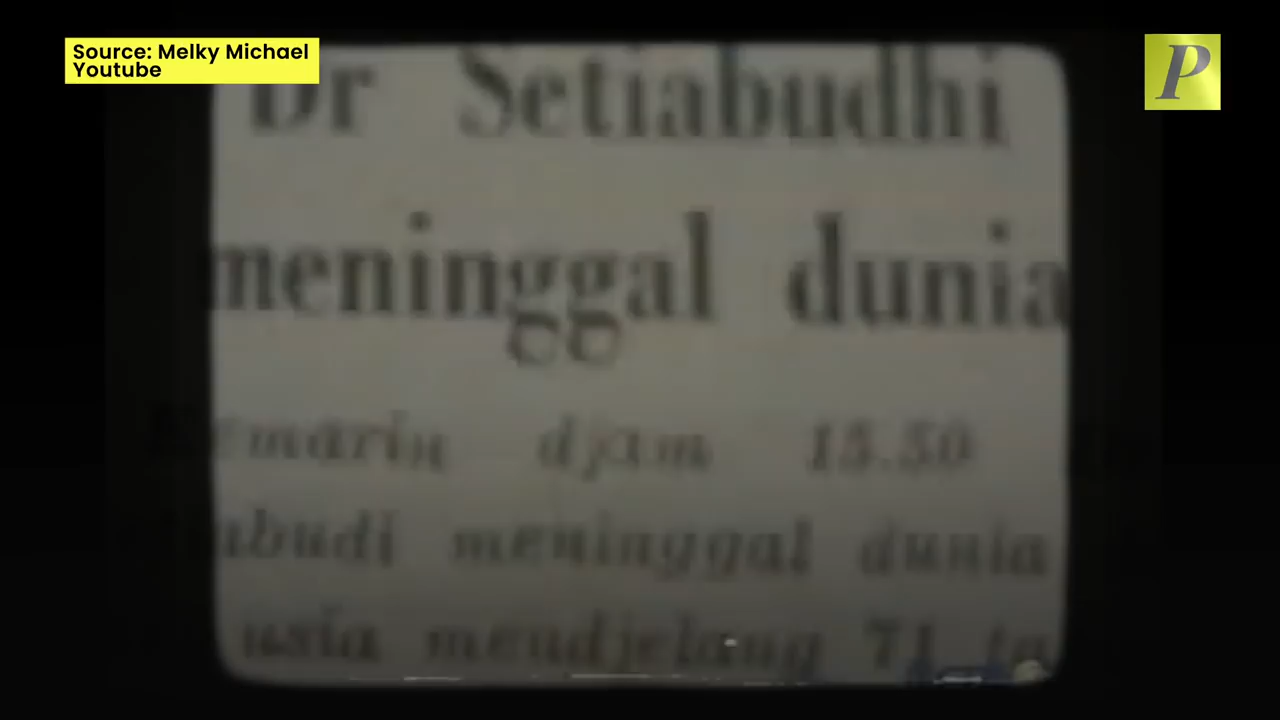 Source: Melky Michael
Youtube
P
Dr Setiabudhi
meninggal dunia
djam 15.50
meninggal dunia
usia mendjelang 71